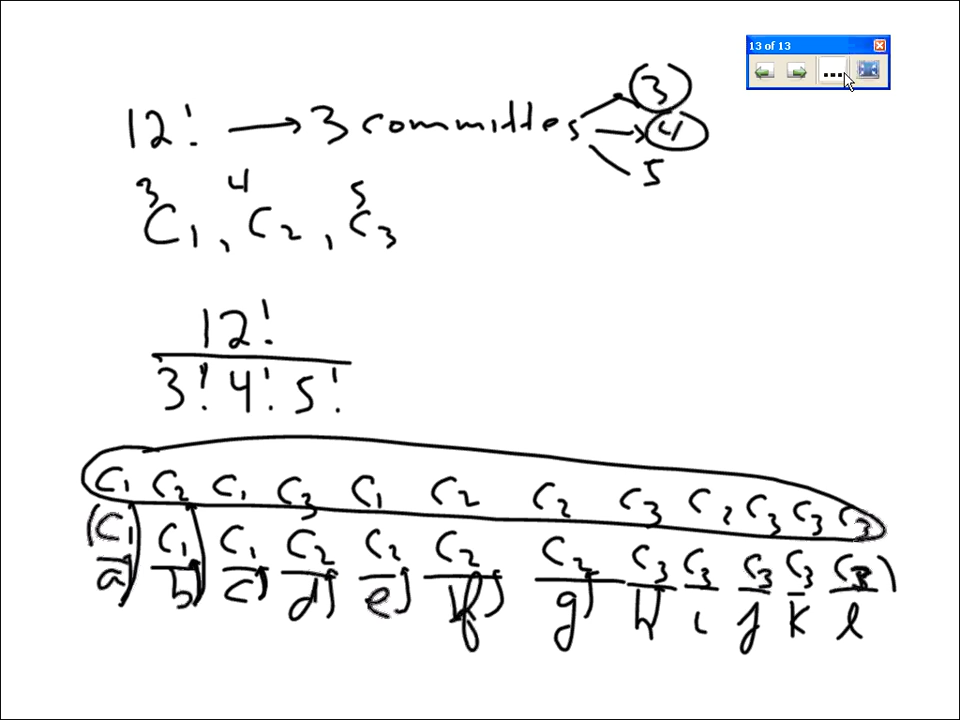 13 of 13
12! → 3 committees 3
4
5
3 4 5
C1, C2, C3
12!
3! 4! 5!
C1 C2 C1 C3 C1 C2 C2 C3 C2 C3 C3 C3
(C1 C1 C1 C2 C2 C2 C2 C3 C3 C3 C3 C3)
a b c d e f g h i j k l